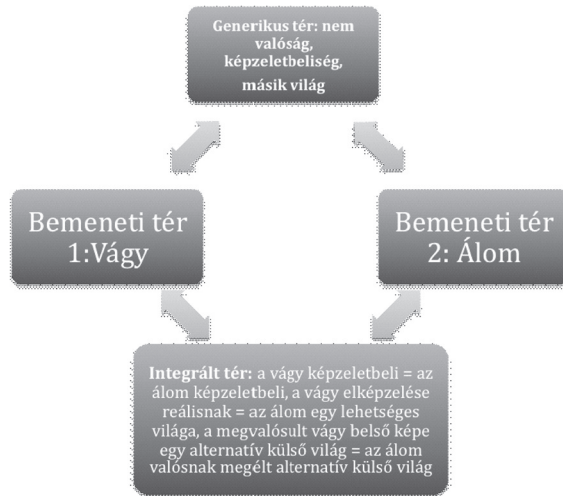 Generikus tér: nem
valóság,
képzeletbeliség,
másik világ
Bemeneti tér
1:Vágy
Bemeneti tér
2: Álom
Integrált tér: a vágy képzeletbeli = az
álom képzeletbeli, a vágy elképzelése
reálisnak = az álom egy lehetséges
világa, a megvalósult vágy belső képe
egy alternatív külső világ = az álom
valósnak megélt alternatív külső világ